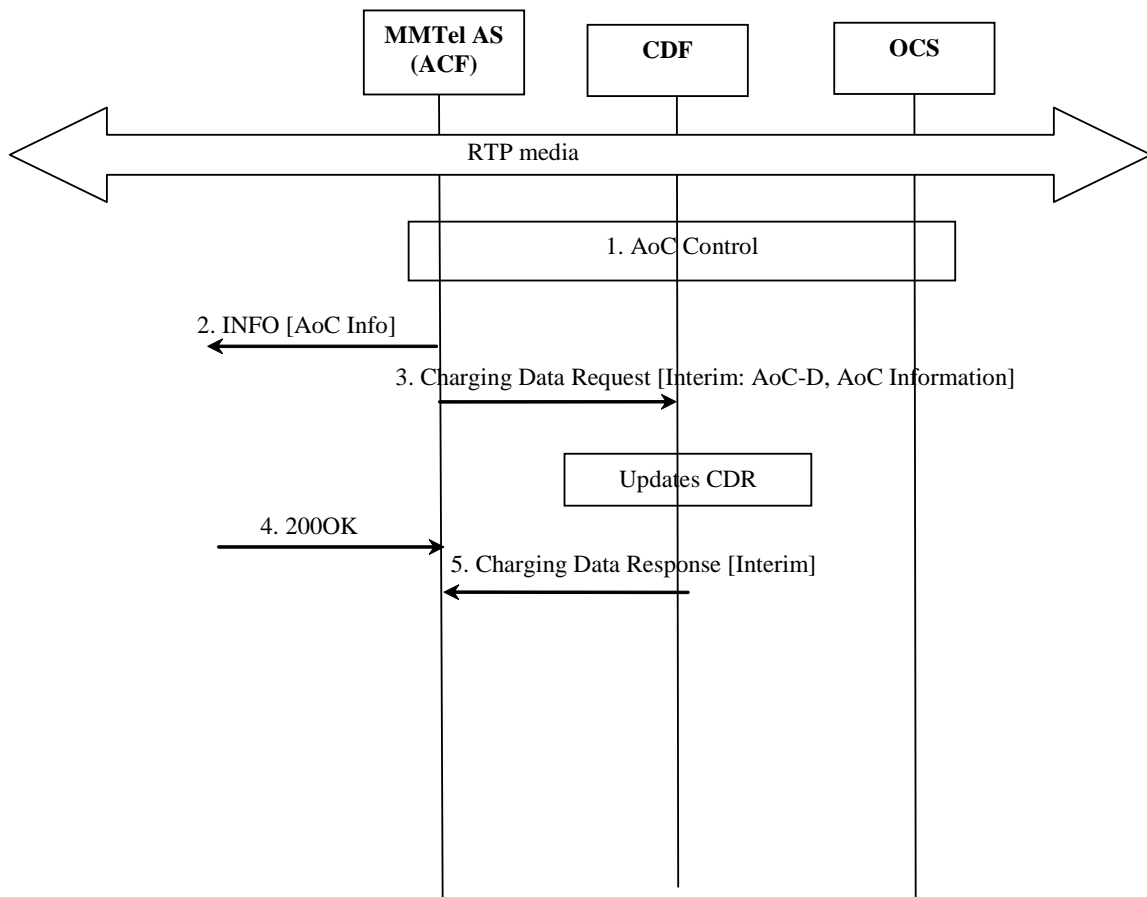 MMTel AS
(ACF)
CDF
OCS
RTP media
1. AoC Control
2. INFO [AoC Info]
3. Charging Data Request [Interim: AoC-D, AoC Information]
Updates CDR
4. 200OK
5. Charging Data Response [Interim]